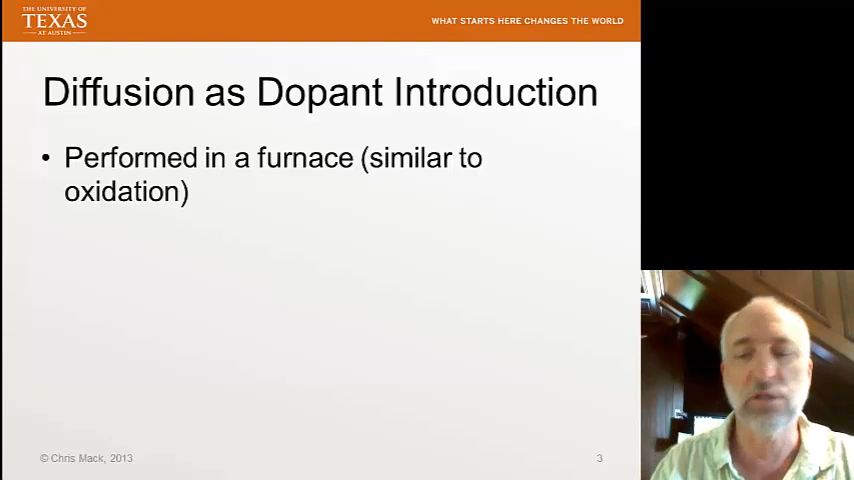 THE UNIVERSITY OF
TEXAS
AT AUSTIN
WHAT STARTS HERE CHANGES THE WORLD
Diffusion as Dopant Introduction
• Performed in a furnace (similar to
oxidation)
© Chris Mack, 2013
3